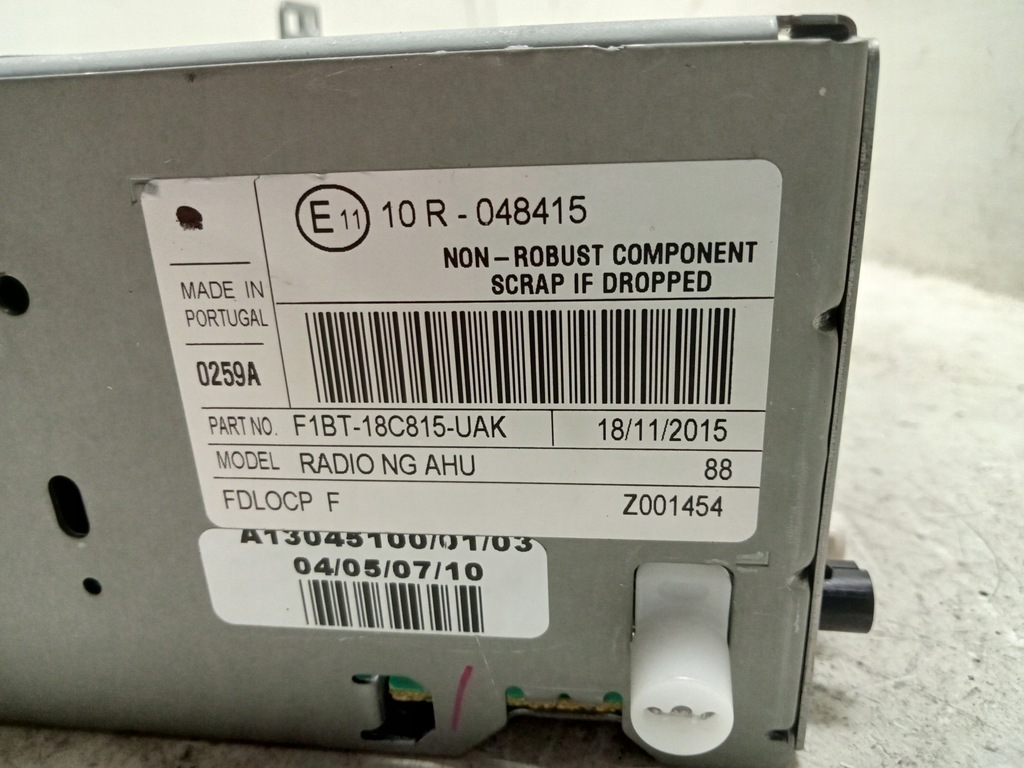 E11 10 R - 048415
NON-ROBUST COMPONENT
SCRAP IF DROPPED
MADE IN
PORTUGAL
0259A
PART NO. F1BT-18C815-UAK 18/11/2015
MODEL RADIO NG AHU 88
FDLOCP F Z001454
A13045100/01/03
04/05/07/10